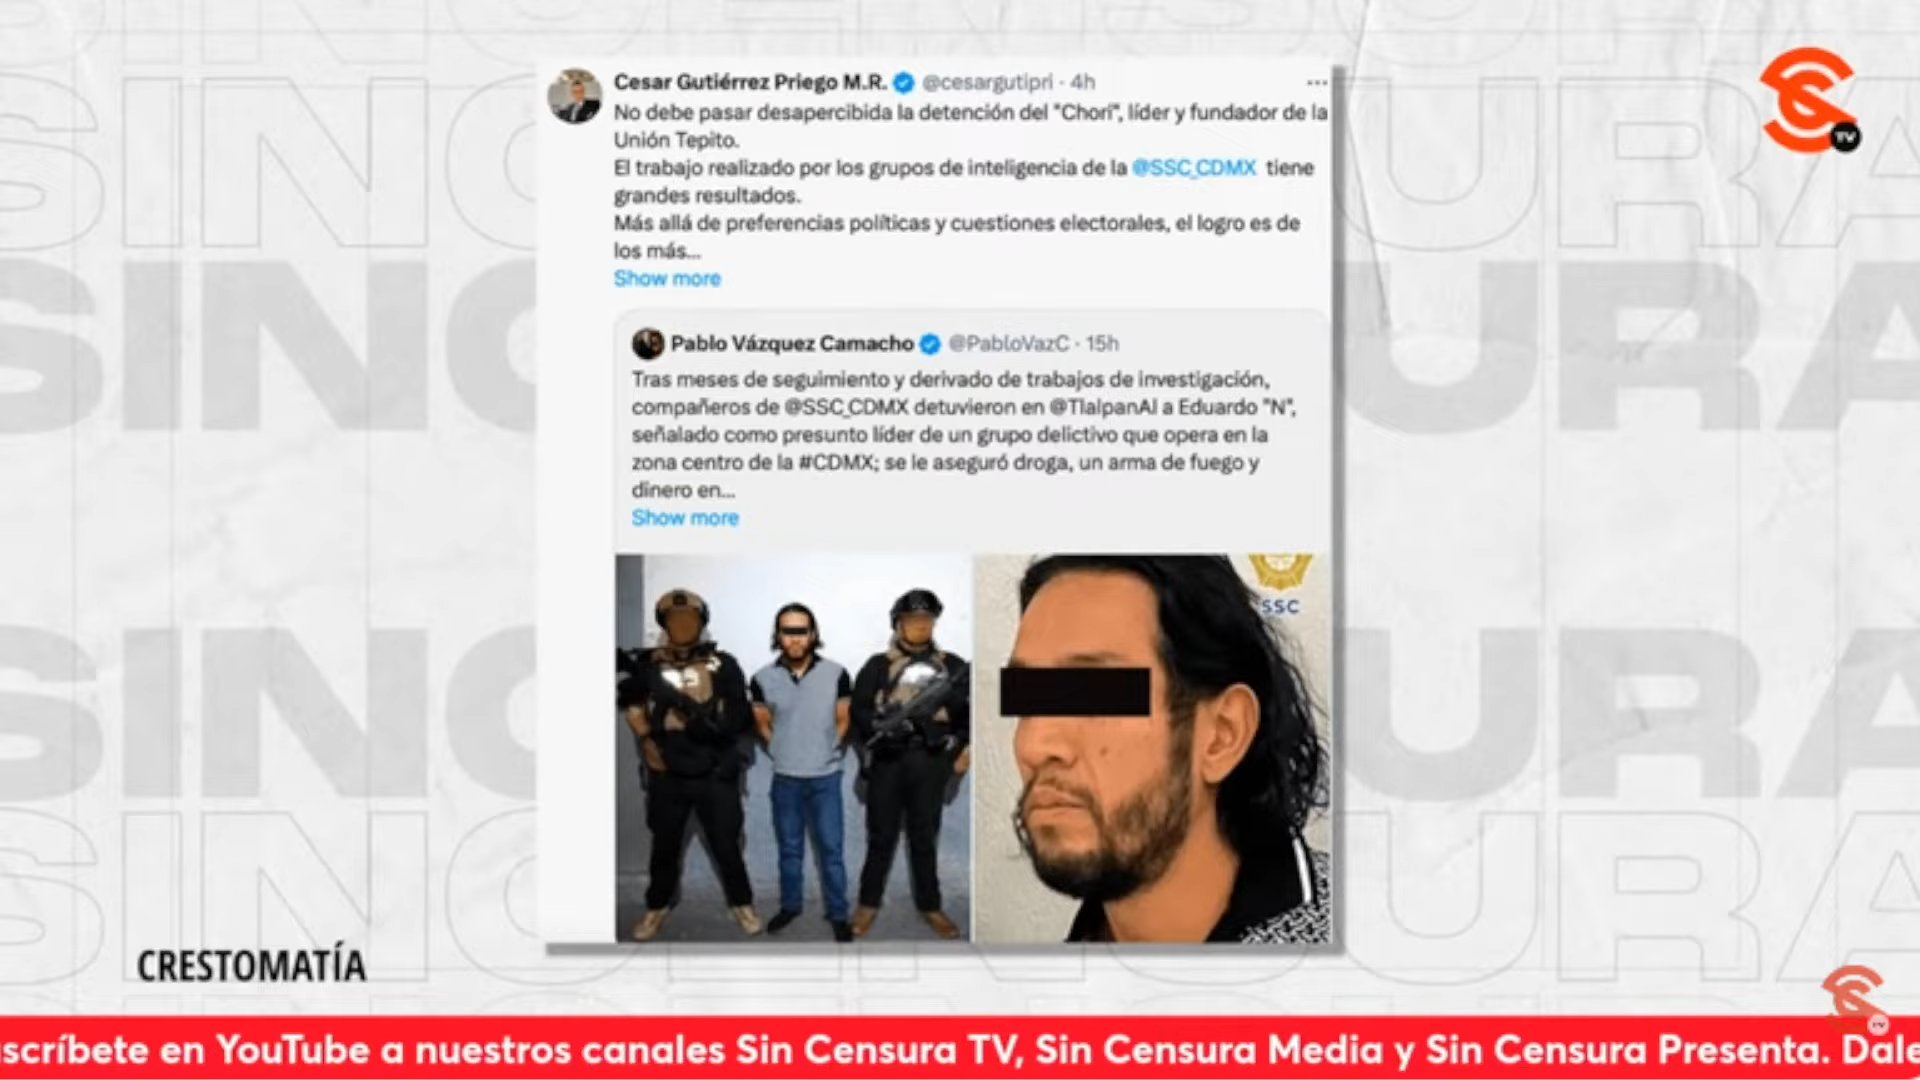 Cesar Gutiérrez Priego M.R. @cesargutipri · 4h
No debe pasar desapercibida la detención del "Chori", líder y fundador de la
Unión Tepito.
El trabajo realizado por los grupos de inteligencia de la @SSC_CDMX tiene
grandes resultados.
Más allá de preferencias políticas y cuestiones electorales, el logro es de
los más...
Show more
Pablo Vázquez Camacho @PabloVazC · 15h
Tras meses de seguimiento y derivado de trabajos de investigación,
compañeros de @SSC_CDMX detuvieron en @TlalpanAl a Eduardo "N",
señalado como presunto líder de un grupo delictivo que opera en la
zona centro de la #CDMX; se le aseguró droga, un arma de fuego y
dinero en...
Show more
SSC
TV
SINCENSURA
SINCENSURA
CRESTOMATÍA
scríbete en YouTube a nuestros canales Sin Censura TV, Sin Censura Media y Sin Censura Presenta. Dale